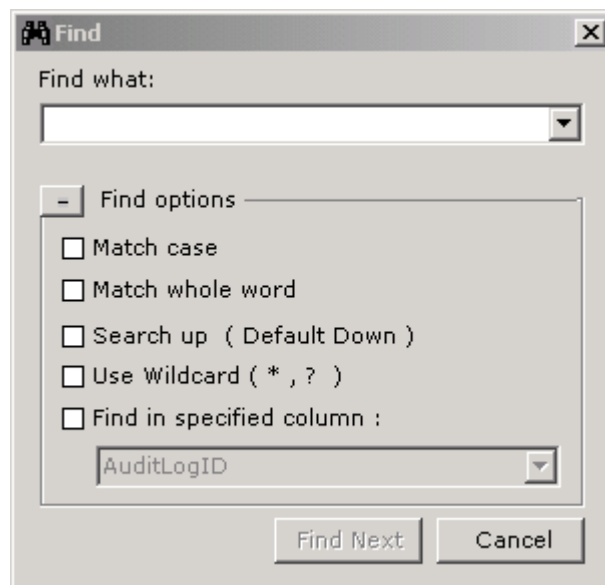 Find
Find what:
- Find options
Match case
Match whole word
Search up ( Default Down )
Use Wildcard ( * , ? )
Find in specified column :
AuditLogID
Find Next Cancel